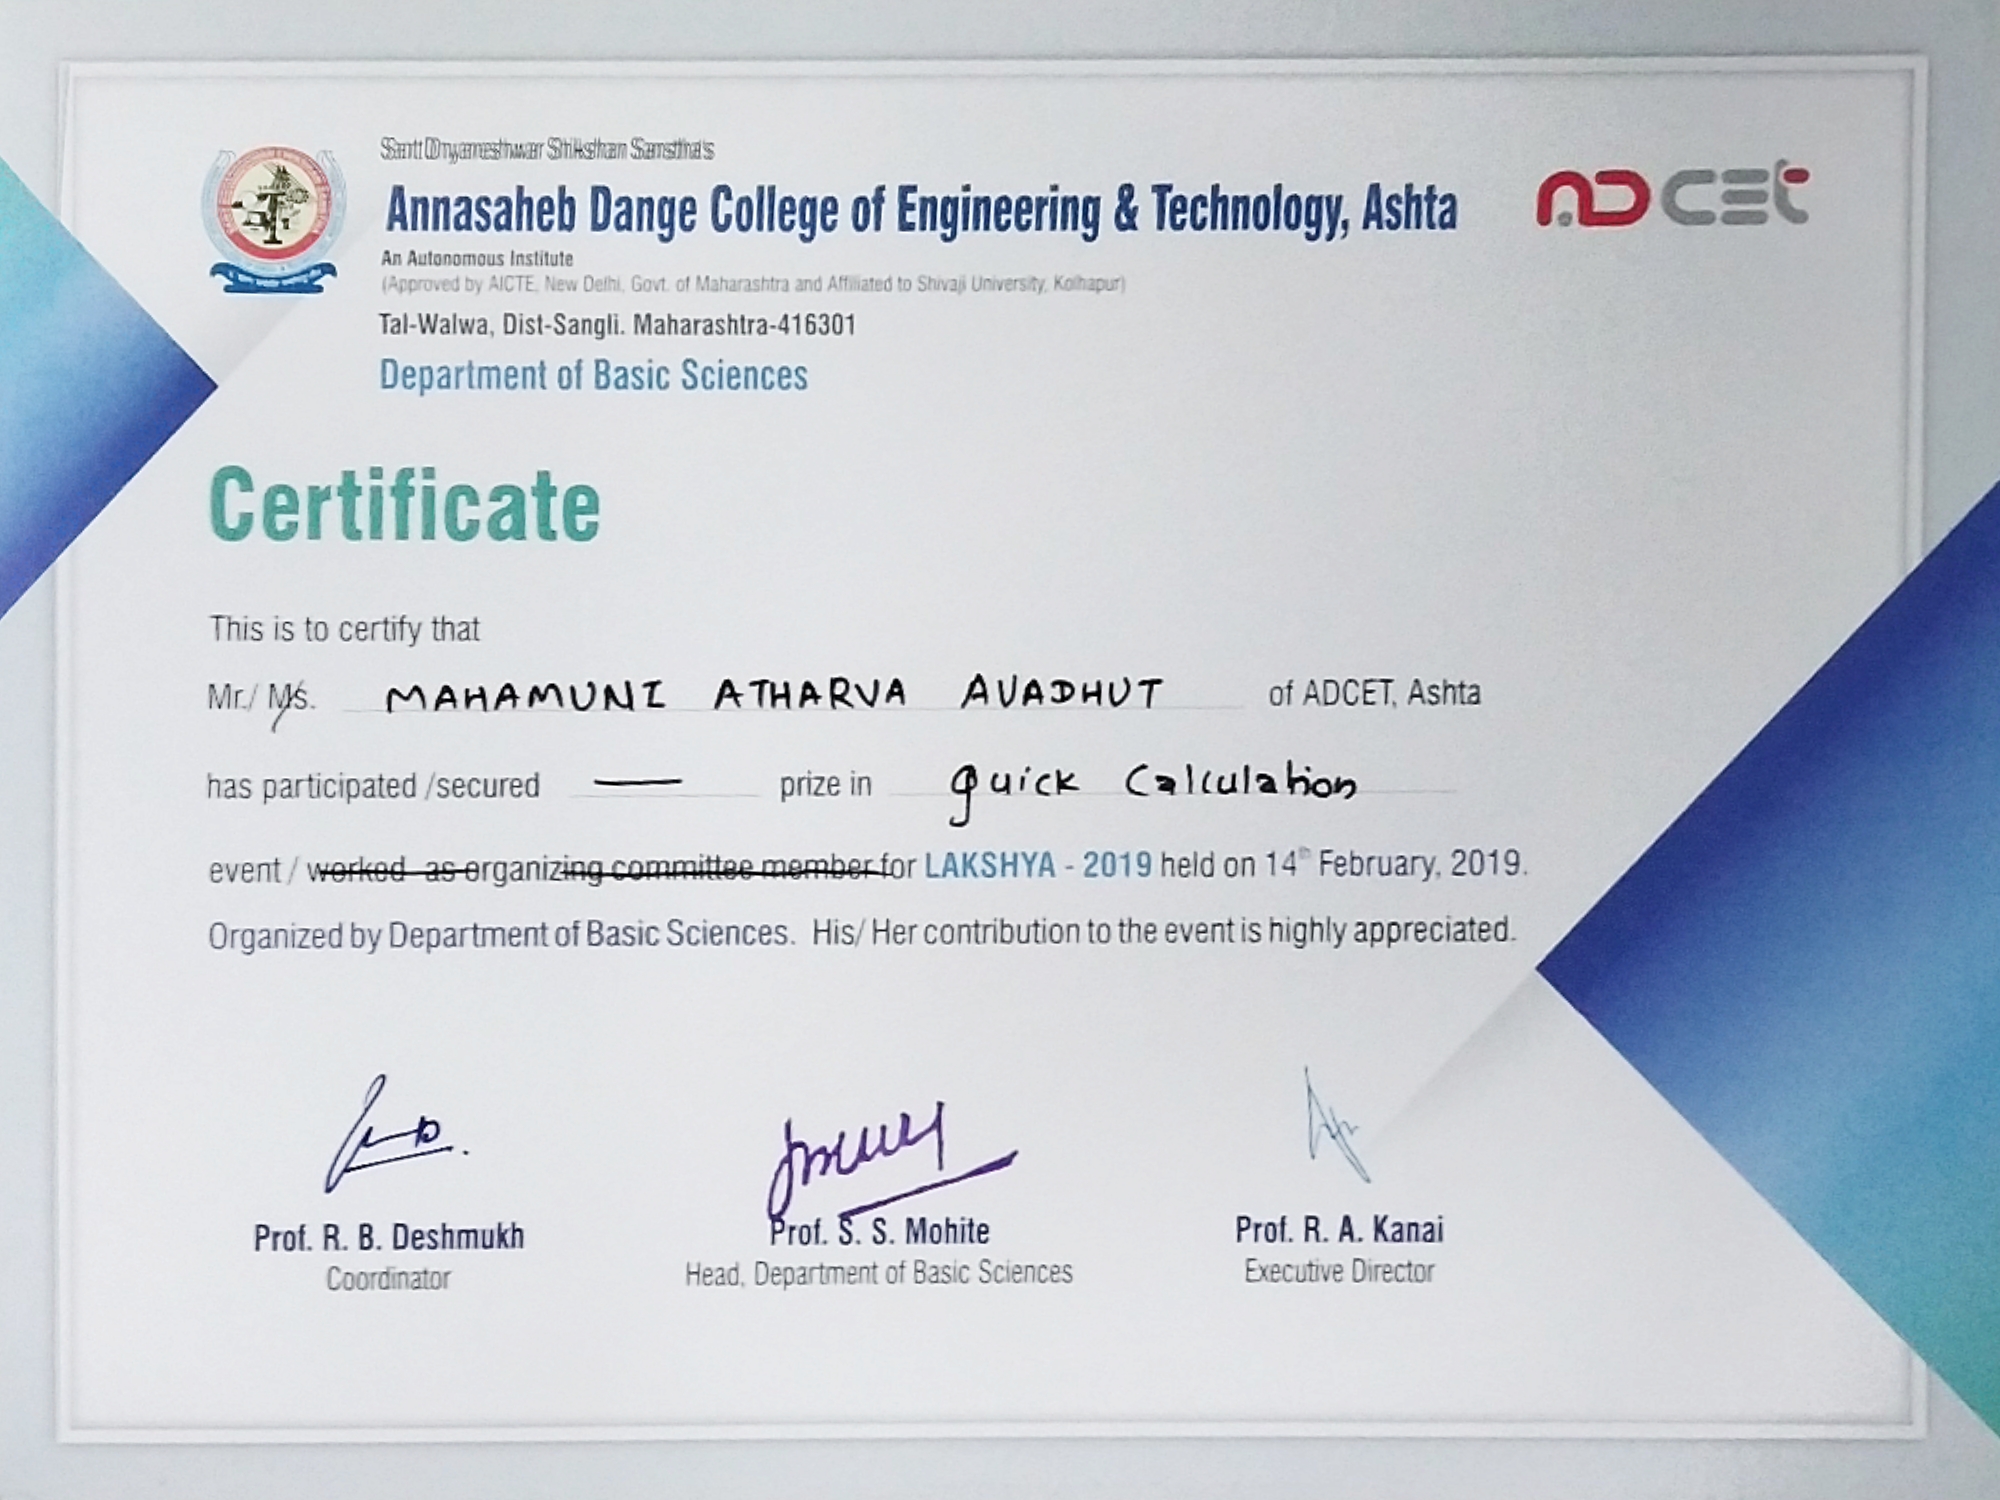 Sant Dnyaneshwar Shikshan Sanstha's
Annasaheb Dange College of Engineering & Technology, Ashta
ADCET
An Autonomous Institute
(Approved by AICTE, New Delhi, Govt. of Maharashtra and Affiliated to Shivaji University, Kolhapur)
Tal-Walwa, Dist-Sangli. Maharashtra-416301
Department of Basic Sciences
Certificate
This is to certify that
Mr./ Ms. MAHAMUNI ATHARVA AVADHUT of ADCET, Ashta
has participated /secured — prize in Quick Calculation
event / worked as organizing committee member for LAKSHYA - 2019 held on 14th February, 2019.
Organized by Department of Basic Sciences. His/ Her contribution to the event is highly appreciated.
Prof. R. B. Deshmukh
Coordinator
Prof. S. S. Mohite
Head, Department of Basic Sciences
Prof. R. A. Kanai
Executive Director